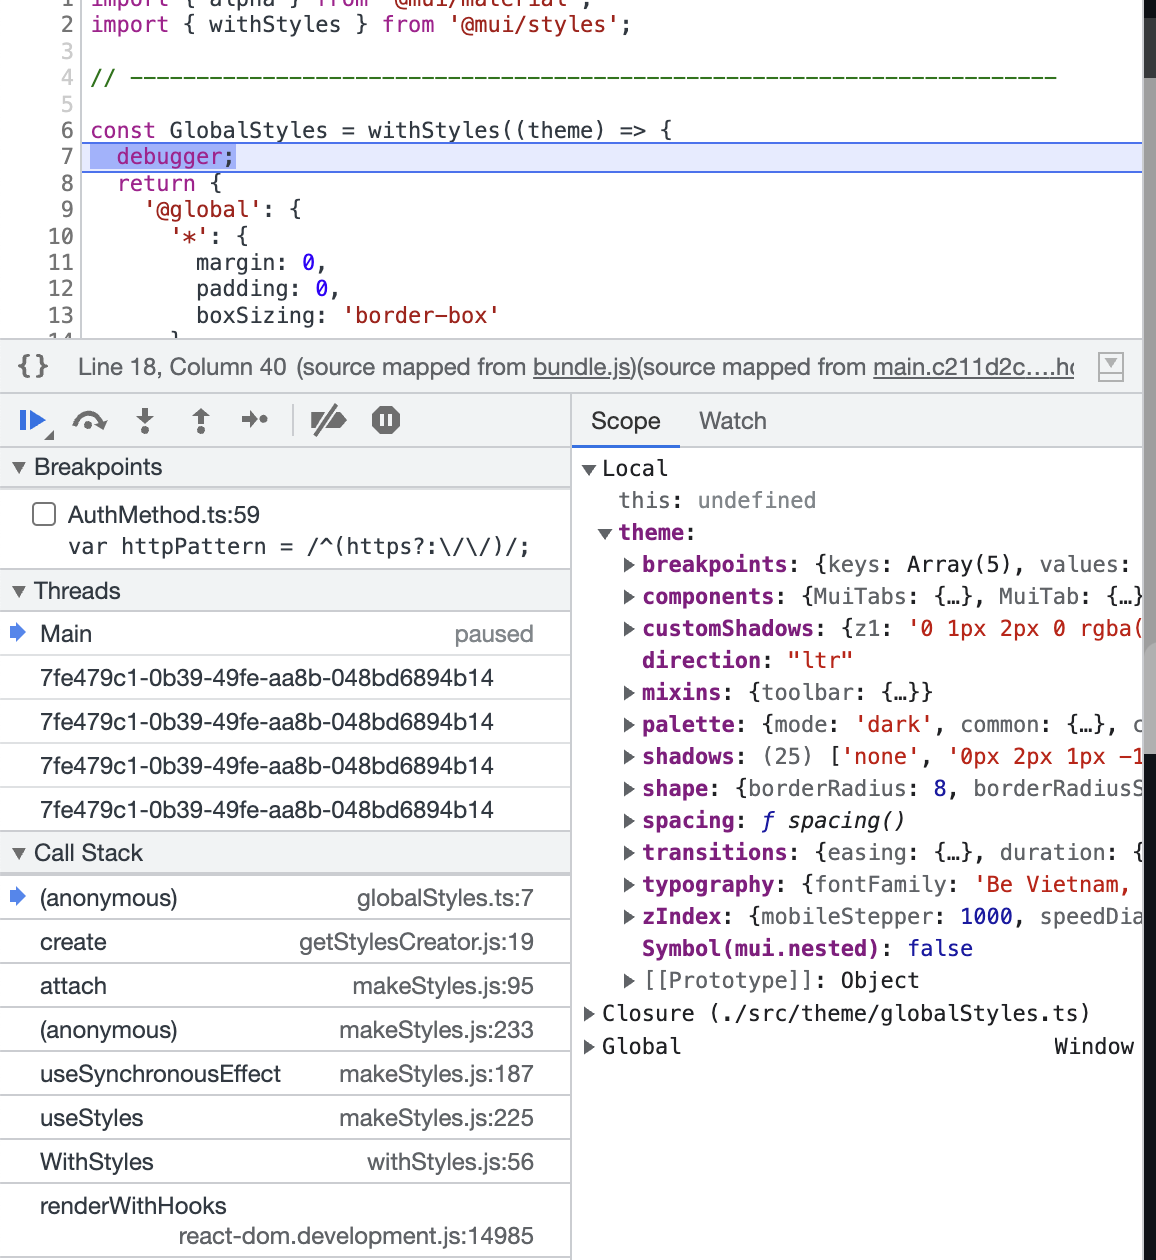 1 import { alpha } from '@mui/material';
2 import { withStyles } from '@mui/styles';
3
4 // ----------------------------------------------------------------------
5
6 const GlobalStyles = withStyles((theme) => {
7 debugger;
8 return {
9 '@global': {
10 '*': {
11 margin: 0,
12 padding: 0,
13 boxSizing: 'border-box'
14 }
{} Line 18, Column 40 (source mapped from bundle.js)(source mapped from main.c211d2c….ho
Scope Watch
Breakpoints
AuthMethod.ts:59
var httpPattern = /^(https?:\/\/)/;
Threads
Main paused
7fe479c1-0b39-49fe-aa8b-048bd6894b14
7fe479c1-0b39-49fe-aa8b-048bd6894b14
7fe479c1-0b39-49fe-aa8b-048bd6894b14
7fe479c1-0b39-49fe-aa8b-048bd6894b14
Call Stack
(anonymous) globalStyles.ts:7
create getStylesCreator.js:19
attach makeStyles.js:95
(anonymous) makeStyles.js:233
useSynchronousEffect makeStyles.js:187
useStyles makeStyles.js:225
WithStyles withStyles.js:56
renderWithHooks
react-dom.development.js:14985
Local
this: undefined
theme:
breakpoints: {keys: Array(5), values:
components: {MuiTabs: {…}, MuiTab: {…}
customShadows: {z1: '0 1px 2px 0 rgba(
direction: "ltr"
mixins: {toolbar: {…}}
palette: {mode: 'dark', common: {…}, c
shadows: (25) ['none', '0px 2px 1px -1
shape: {borderRadius: 8, borderRadiusS
spacing: ƒ spacing()
transitions: {easing: {…}, duration: {
typography: {fontFamily: 'Be Vietnam,
zIndex: {mobileStepper: 1000, speedDia
Symbol(mui.nested): false
[[Prototype]]: Object
Closure (./src/theme/globalStyles.ts)
Global Window